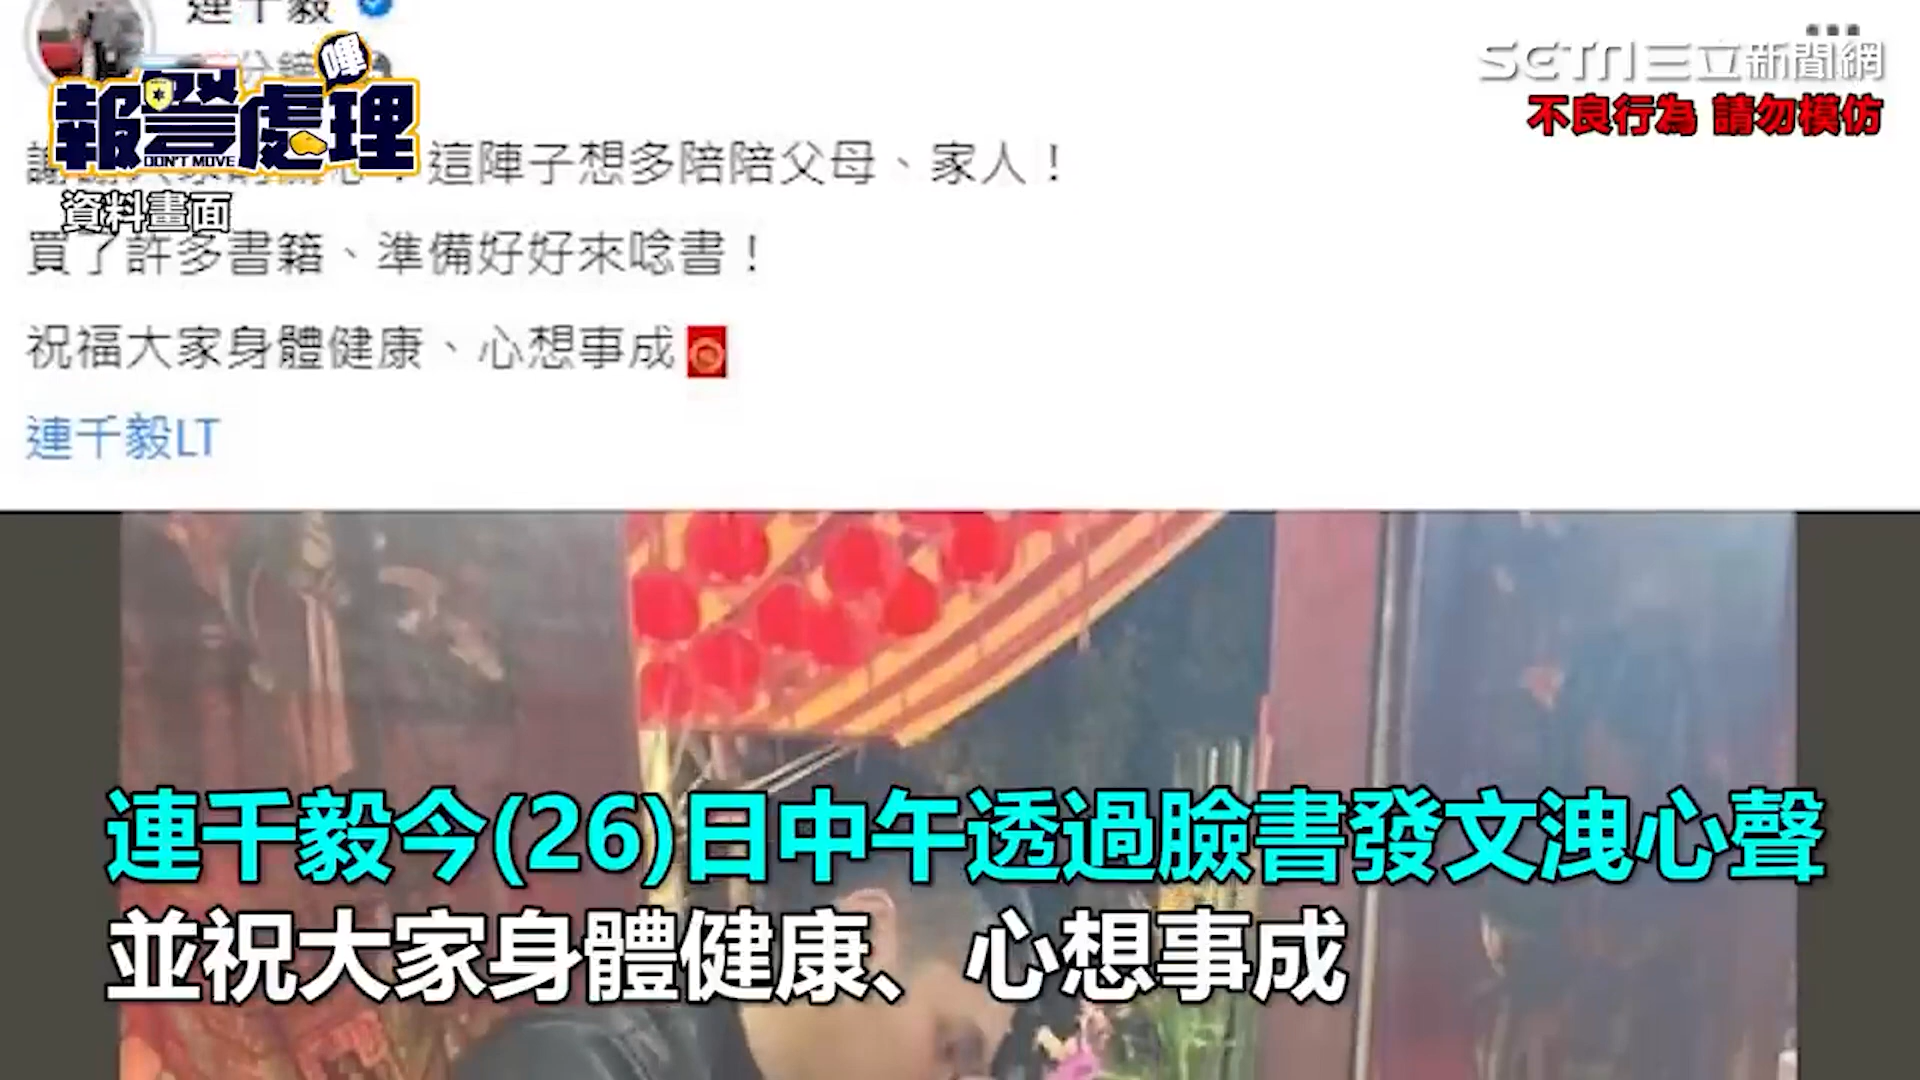 連千毅
分鐘
嗶
報警處理
DON'T MOVE
SETN三立新聞網
不良行為 請勿模仿
資料畫面
這陣子想多陪陪父母、家人！
買了許多書籍、準備好好來唸書！
祝福大家身體健康、心想事成
連千毅LT
連千毅今(26)日中午透過臉書發文洩心聲
並祝大家身體健康、心想事成